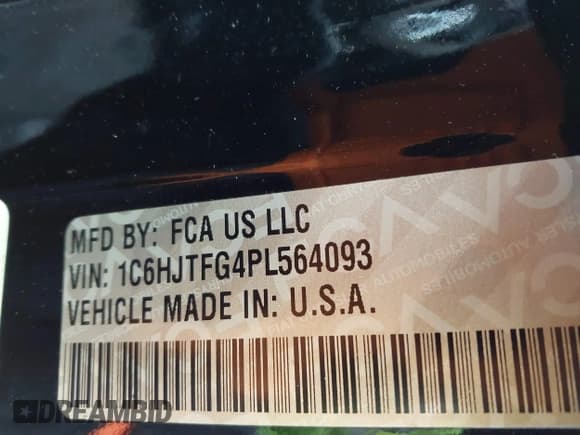 MFD BY: FCA US LLC
VIN: 1C6HJTFG4PL564093
VEHICLE MADE IN: U.S.A.
DREAMBID